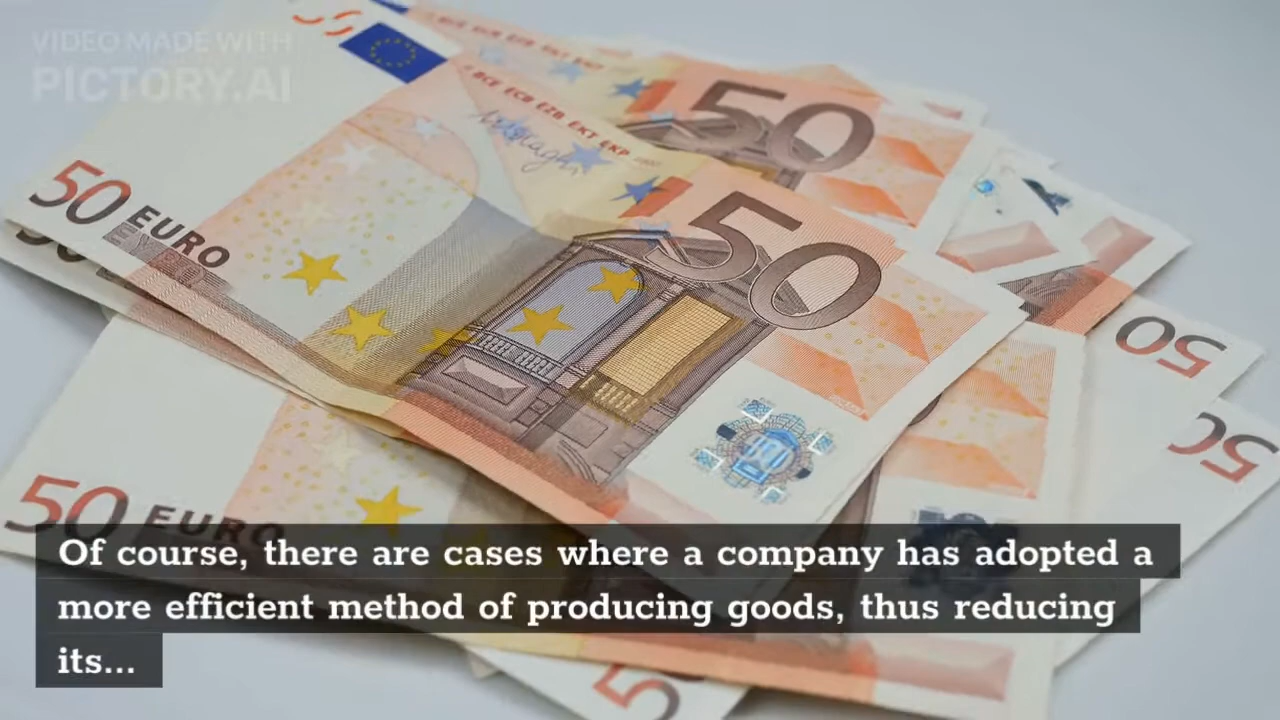 VIDEO MADE WITH
PICTORY.AI
BCE ECB EZB EKT EKP
50
50
50 EURO
ΕΥΡΩ
50
50
50 EURO
50
Of course, there are cases where a company has adopted a
more efficient method of producing goods, thus reducing
its...